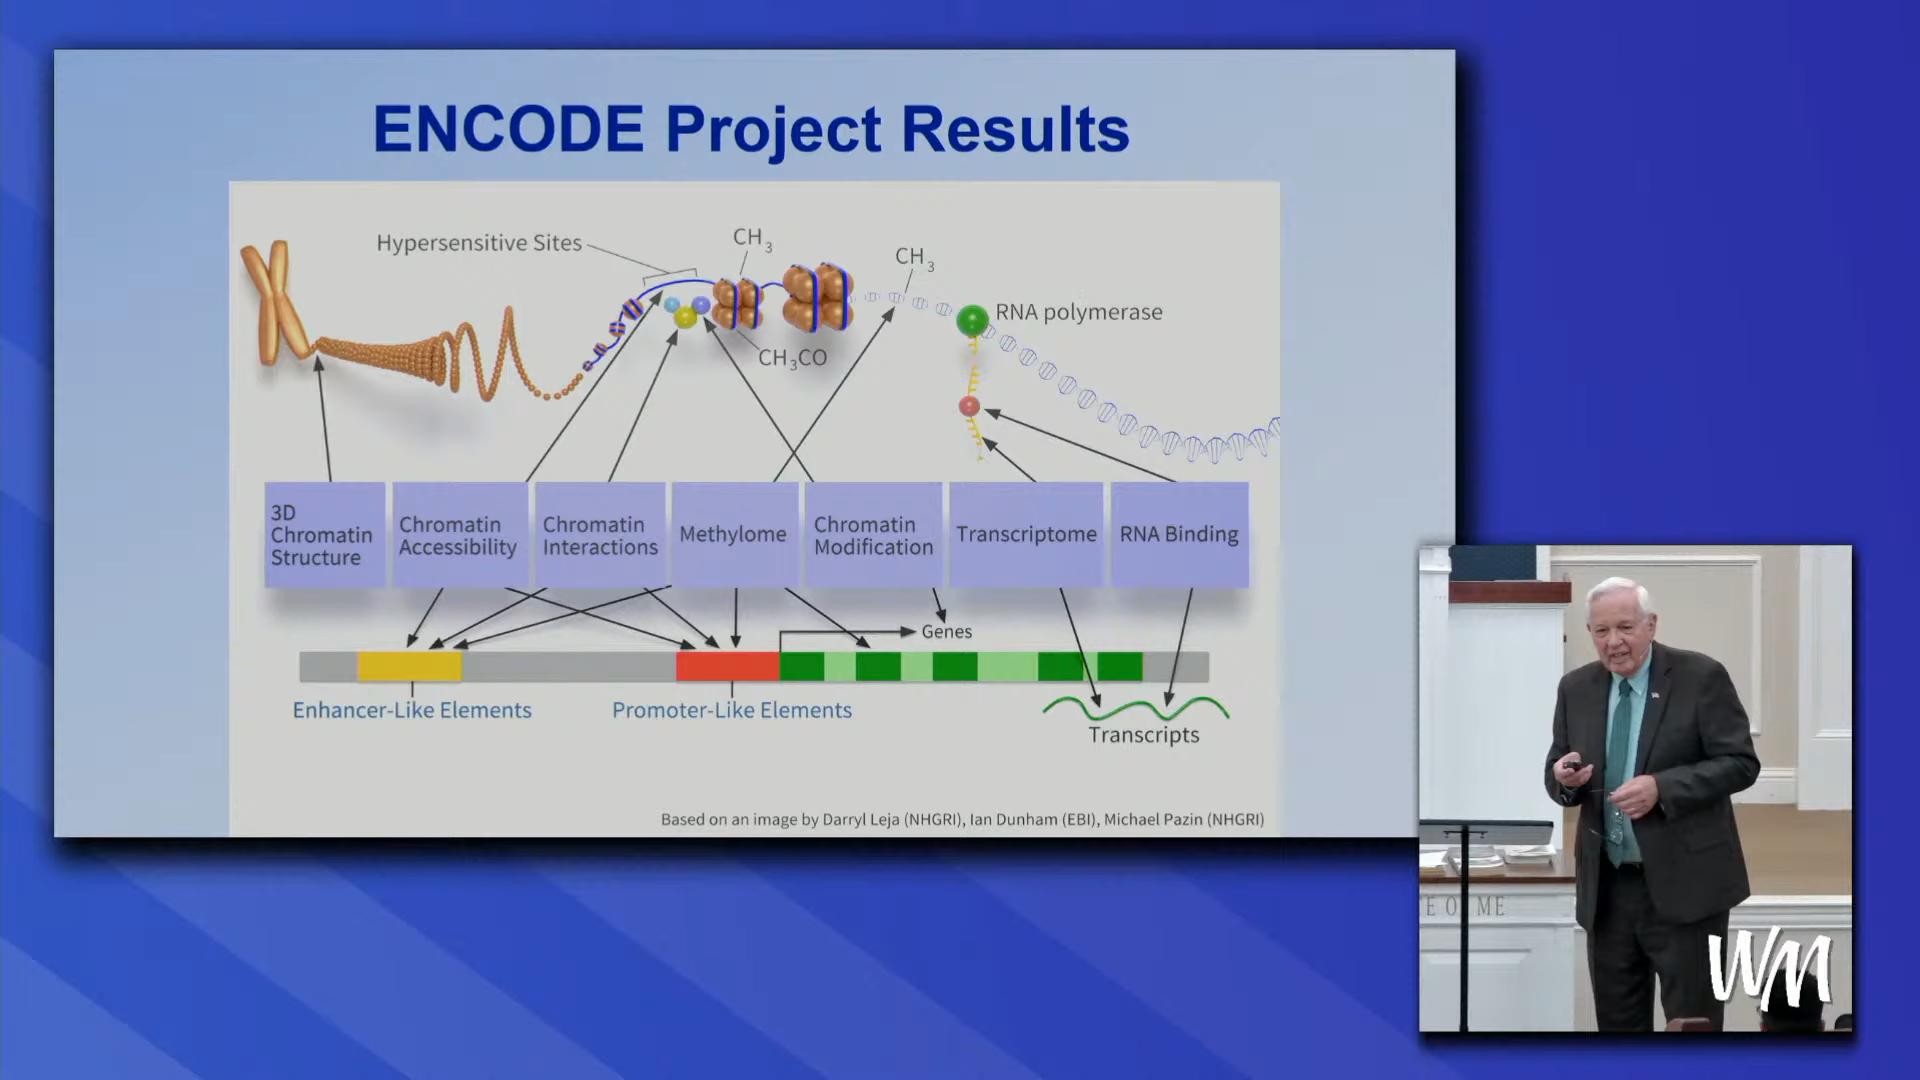 ENCODE Project Results
Hypersensitive Sites
CH3
CH3
RNA polymerase
CH3CO
3D
Chromatin
Structure
Chromatin
Accessibility
Chromatin
Interactions
Methylome
Chromatin
Modification
Transcriptome
RNA Binding
Genes
Enhancer-Like Elements
Promoter-Like Elements
Transcripts
Based on an image by Darryl Leja (NHGRI), Ian Dunham (EBI), Michael Pazin (NHGRI)
ME
WM